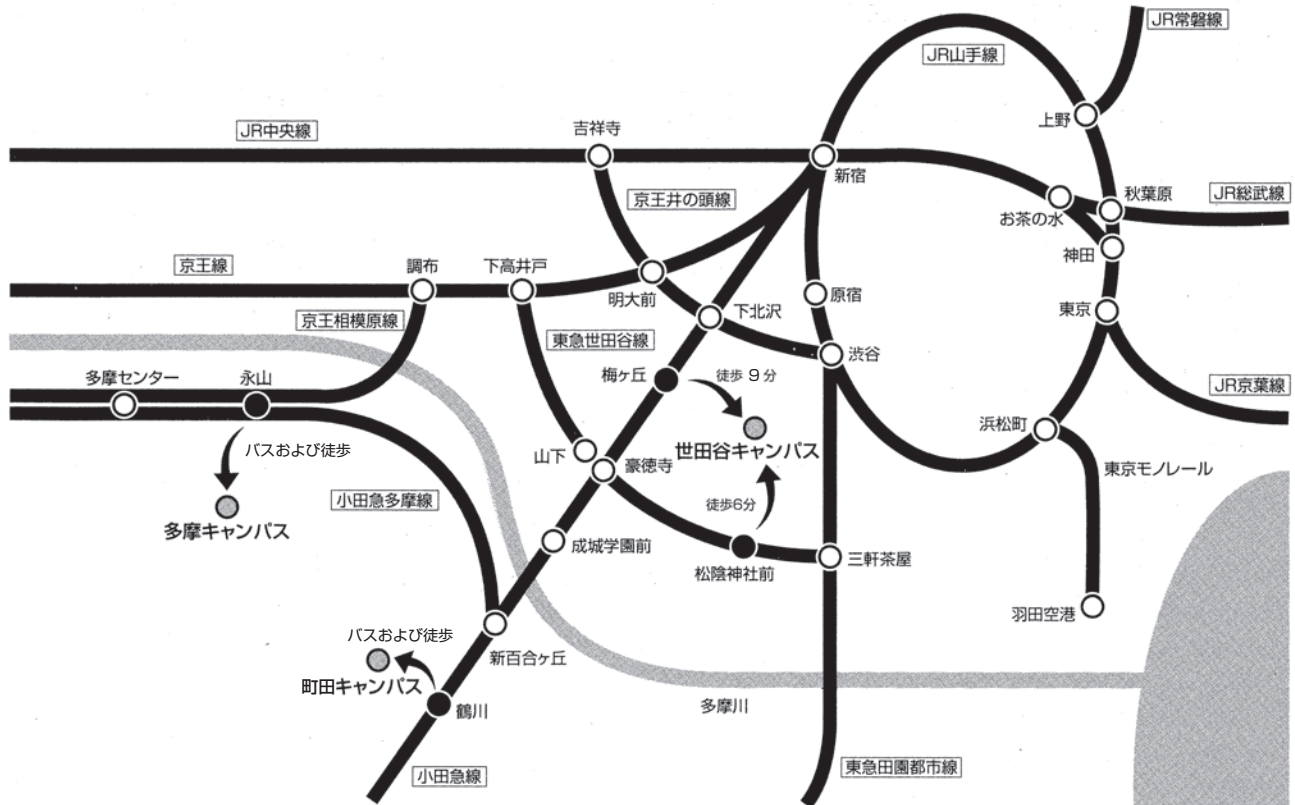 JR常磐線
JR山手線
上野
JR中央線
吉祥寺
新宿
京王井の頭線
お茶の水
秋葉原
JR総武線
神田
京王線
調布
下高井戸
明大前
下北沢
原宿
東京
京王相模原線
東急世田谷線
渋谷
JR京葉線
多摩センター
永山
梅ヶ丘
徒歩 9 分
世田谷キャンパス
浜松町
東京モノレール
バスおよび徒歩
多摩キャンパス
小田急多摩線
山下
豪徳寺
徒歩6分
成城学園前
松陰神社前
三軒茶屋
羽田空港
バスおよび徒歩
町田キャンパス
新百合ヶ丘
鶴川
多摩川
小田急線
東急田園都市線